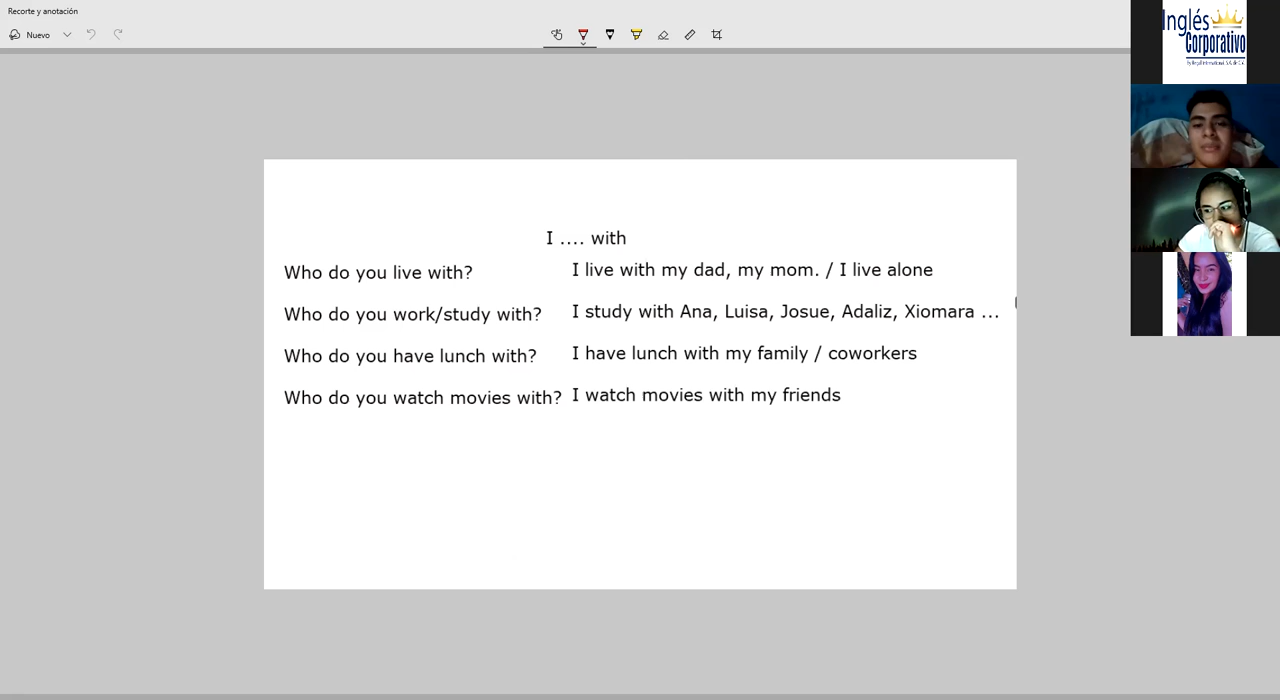 Recorte y anotación
Nuevo
Inglés
Corporativo
I .... with
Who do you live with? I live with my dad, my mom. / I live alone
Who do you work/study with? I study with Ana, Luisa, Josue, Adaliz, Xiomara ...
Who do you have lunch with? I have lunch with my family / coworkers
Who do you watch movies with? I watch movies with my friends